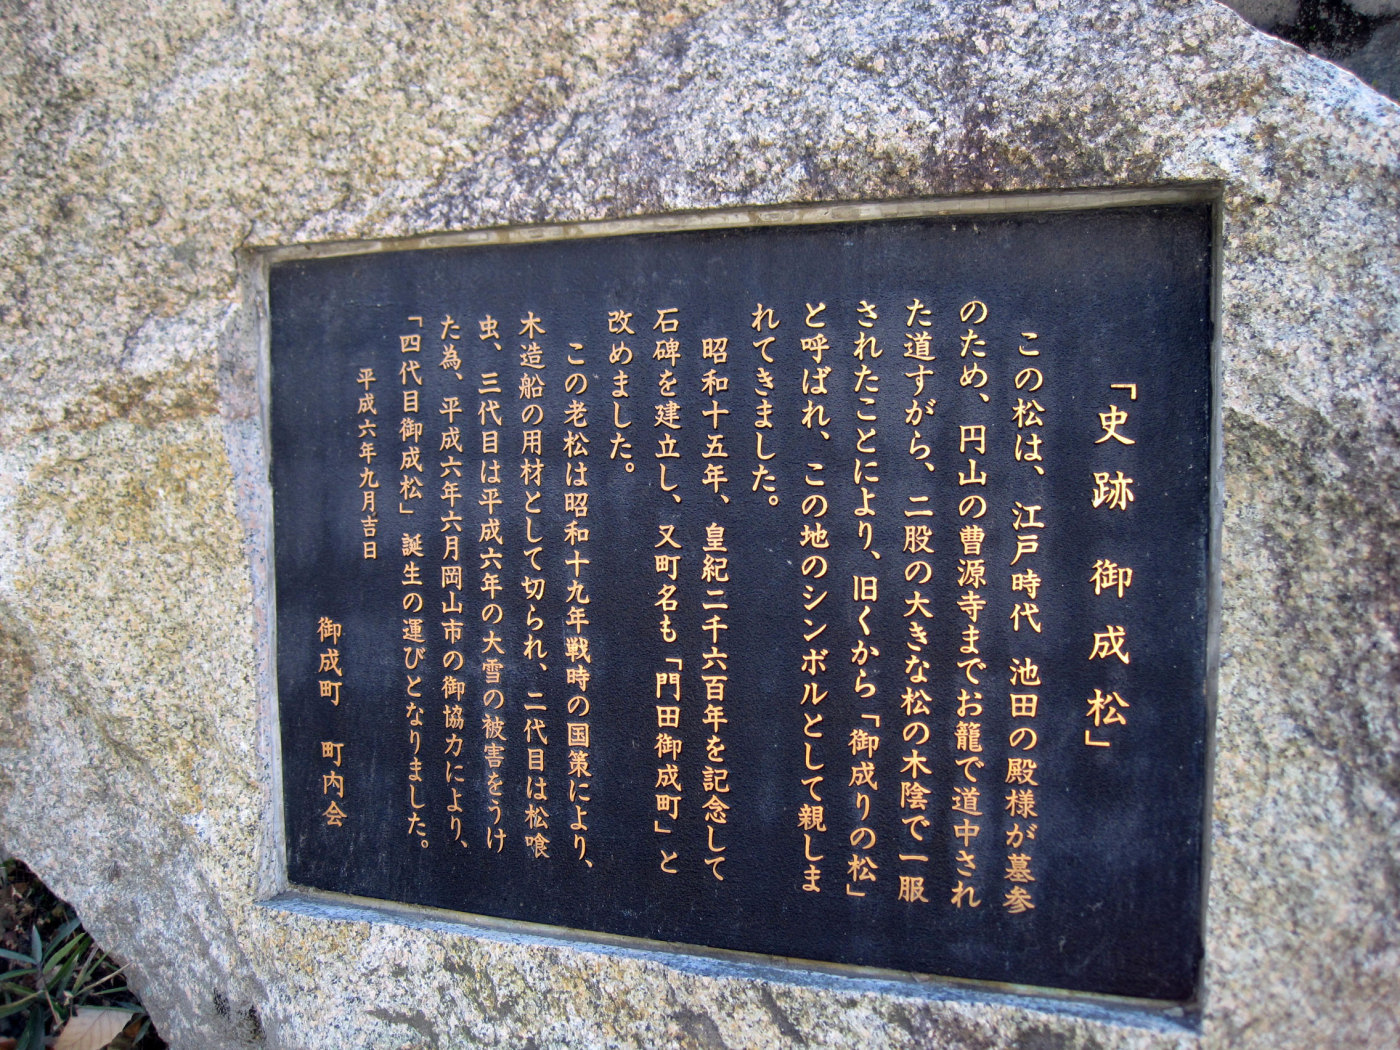 「史跡 御成松」
この松は、江戸時代 池田の殿様が墓参
のため、円山の曹源寺までお籠で道中され
た道すがら、二股の大きな松の木陰で一服
されたことにより、旧くから「御成りの松」
と呼ばれ、この地のシンボルとして親しま
れてきました。
昭和十五年、皇紀二千六百年を記念して
石碑を建立し、又町名も「門田御成町」と
改めました。
この老松は昭和十九年戦時の国策により、
木造船の用材として切られ、二代目は松喰
虫、三代目は平成六年の大雪の被害をうけ
た為、平成六年六月岡山市の御協力により、
「四代目御成松」誕生の運びとなりました。
平成六年九月吉日
御成町 町内会